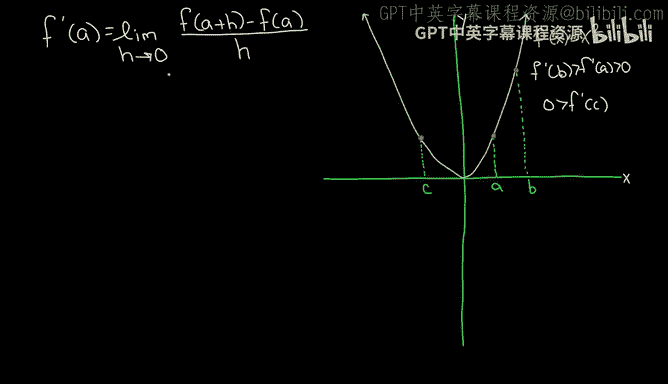 GPT中英字幕课程资源@bilibili.com
GPT中英字幕课程资源 bilibili
f'(a)=lim h→0 f(a+h)-f(a) / h
y
f'(b)>f'(a)>0
0>f'(c)
c a b x